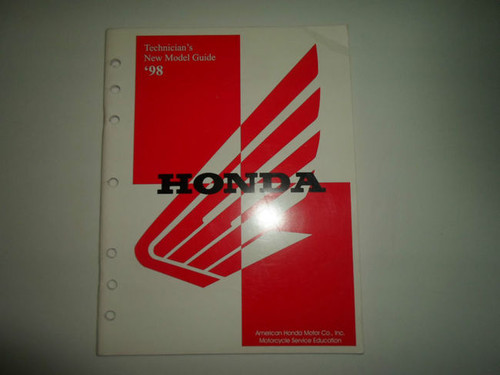 Technician's
New Model Guide
'98
HONDA
American Honda Motor Co., Inc.
Motorcycle Service Education